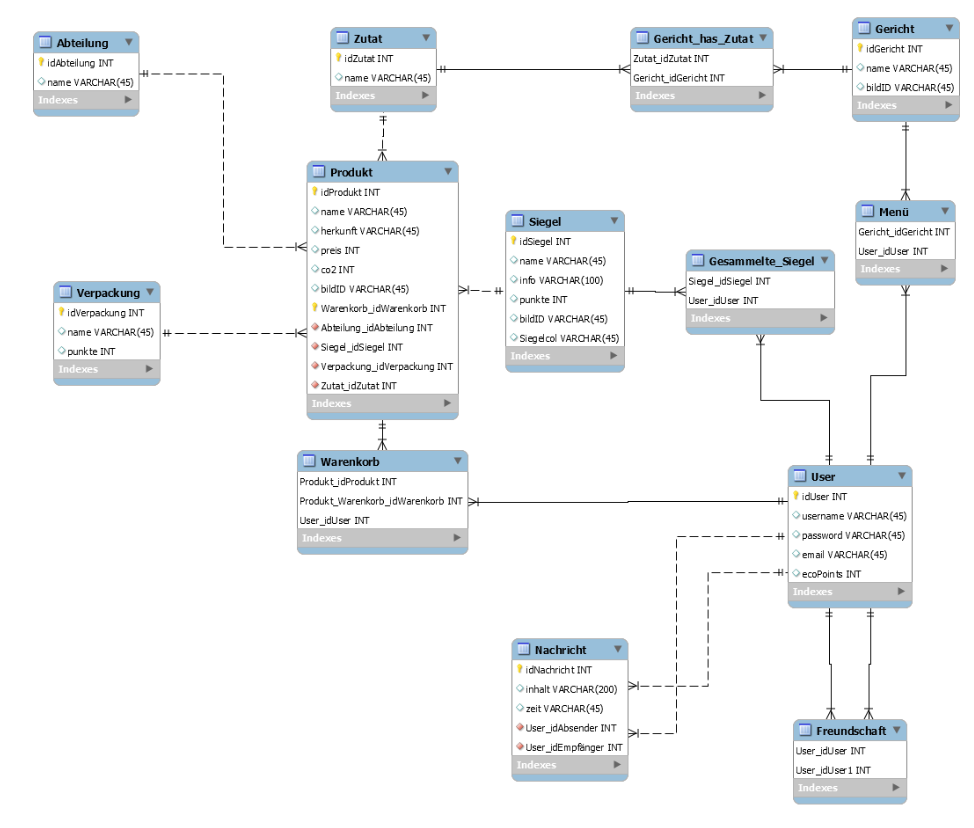 Abteilung
idAbteilung INT
name VARCHAR(45)
Indexes
Zutat
idZutat INT
name VARCHAR(45)
Indexes
Gericht_has_Zutat
Zutat_idZutat INT
Gericht_idGericht INT
Indexes
Gericht
idGericht INT
name VARCHAR(45)
bildID VARCHAR(45)
Indexes
Produkt
idProdukt INT
name VARCHAR(45)
herkunft VARCHAR(45)
preis INT
co2 INT
bildID VARCHAR(45)
Warenkorb_idWarenkorb INT
Abteilung_idAbteilung INT
Siegel_idSiegel INT
Verpackung_idVerpackung INT
Zutat_idZutat INT
Indexes
Siegel
idSiegel INT
name VARCHAR(45)
info VARCHAR(100)
punkte INT
bildID VARCHAR(45)
Siegelcol VARCHAR(45)
Indexes
Gesammelte_Siegel
Siegel_idSiegel INT
User_idUser INT
Indexes
Menü
Gericht_idGericht INT
User_idUser INT
Indexes
Verpackung
idVerpackung INT
name VARCHAR(45)
punkte INT
Indexes
Warenkorb
Produkt_idProdukt INT
Produkt_Warenkorb_idWarenkorb INT
User_idUser INT
Indexes
User
idUser INT
username VARCHAR(45)
password VARCHAR(45)
email VARCHAR(45)
ecoPoints INT
Indexes
Nachricht
idNachricht INT
inhalt VARCHAR(200)
zeit VARCHAR(45)
User_idAbsender INT
User_idEmpfänger INT
Indexes
Freundschaft
User_idUser INT
User_idUser1 INT
Indexes